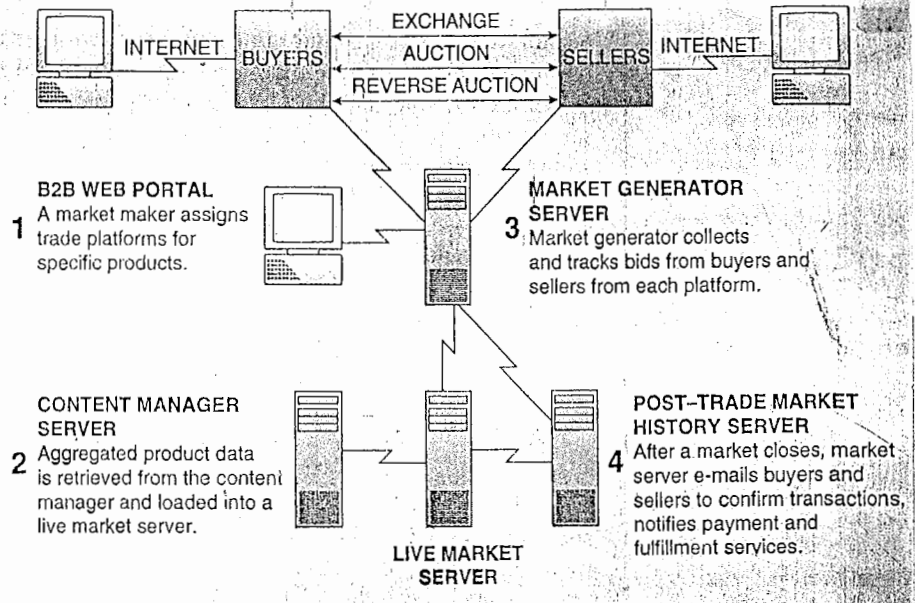 EXCHANGE
INTERNET
BUYERS
AUCTION
SELLERS
INTERNET
REVERSE AUCTION
B2B WEB PORTAL
1 A market maker assigns
trade platforms for
specific products.
MARKET GENERATOR
SERVER
3 Market generator collects
and tracks bids from buyers and
sellers from each platform.
CONTENT MANAGER
SERVER
2 Aggregated product data
is retrieved from the content
manager and loaded into a
live market server.
LIVE MARKET
SERVER
POST–TRADE MARKET
HISTORY SERVER
4 After a market closes, market
server e-mails buyers and
sellers to confirm transactions,
notifies payment and
fulfillment services.